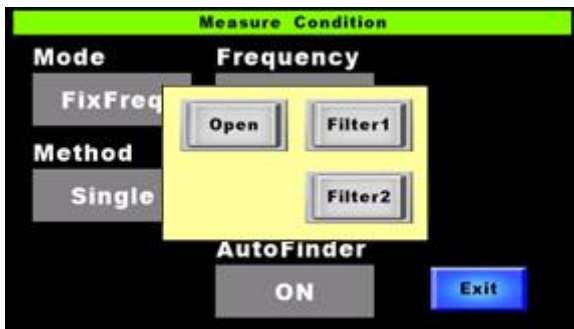 Measure Condition
Mode
Frequency
FixFreq
Open
Filter1
Method
Single
Filter2
AutoFinder
ON
Exit